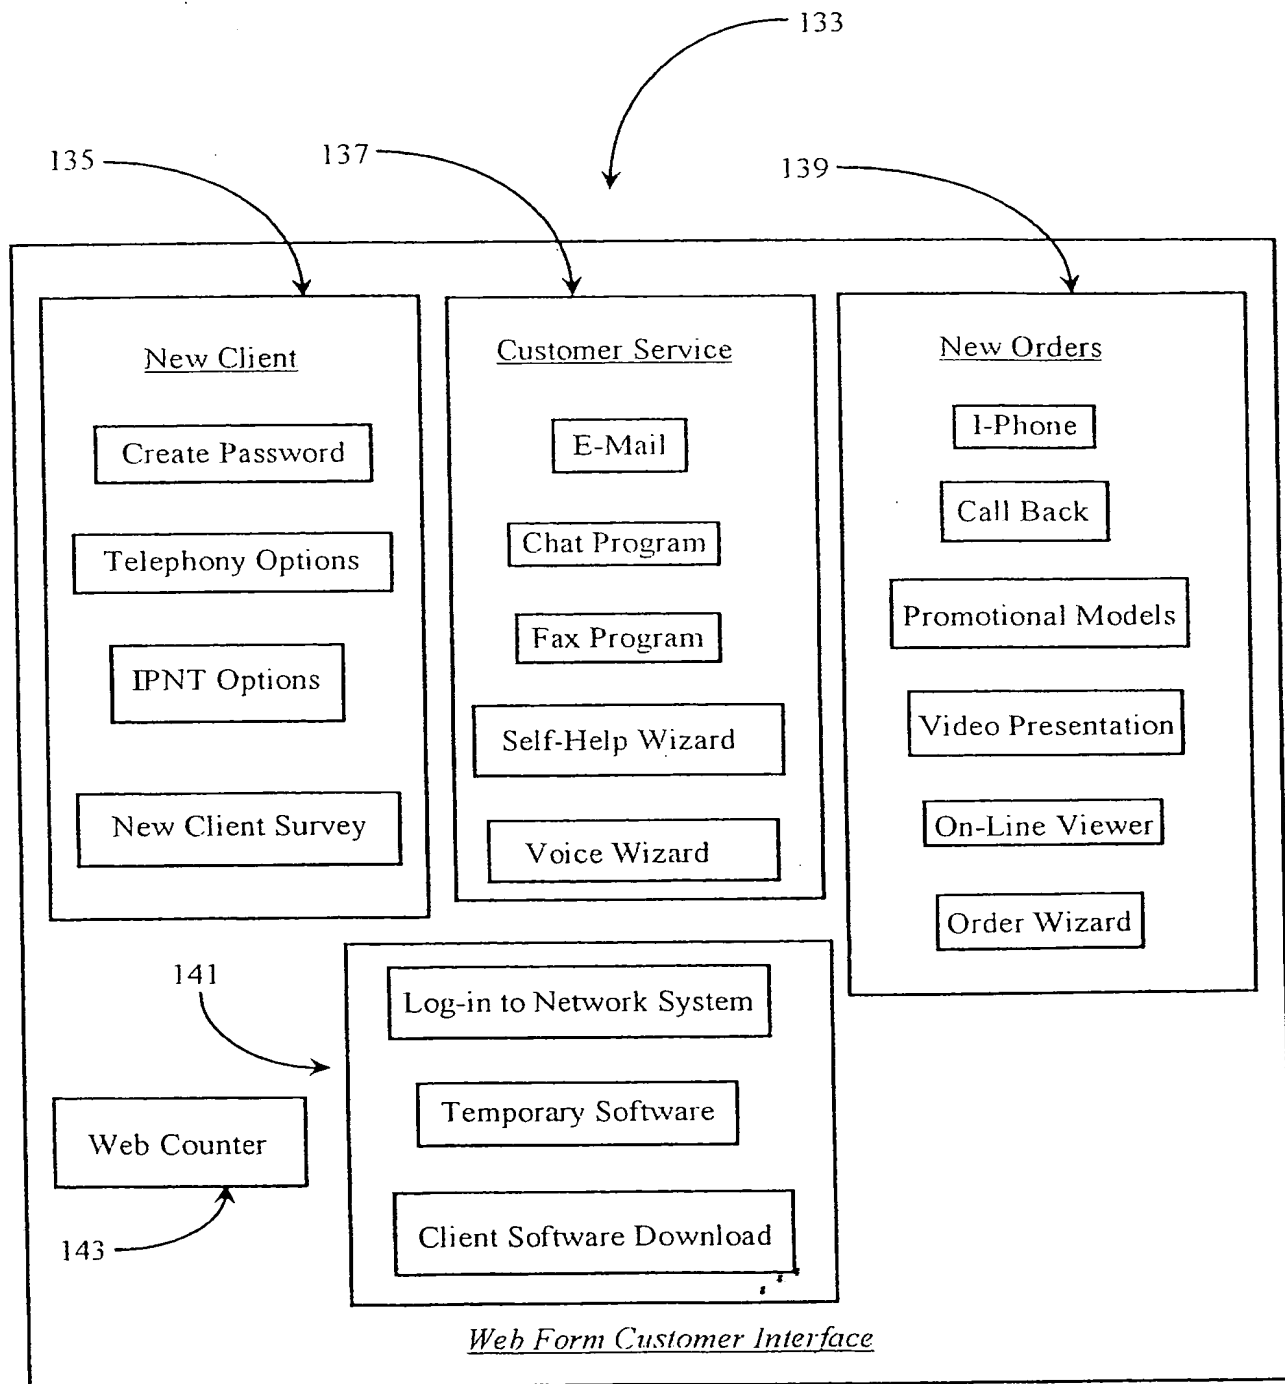 133
135
137
139
New Client
Create Password
Telephony Options
IPNT Options
New Client Survey
Customer Service
E-Mail
Chat Program
Fax Program
Self-Help Wizard
Voice Wizard
New Orders
I-Phone
Call Back
Promotional Models
Video Presentation
On-Line Viewer
Order Wizard
141
Log-in to Network System
Temporary Software
Client Software Download
Web Counter
143
Web Form Customer Interface